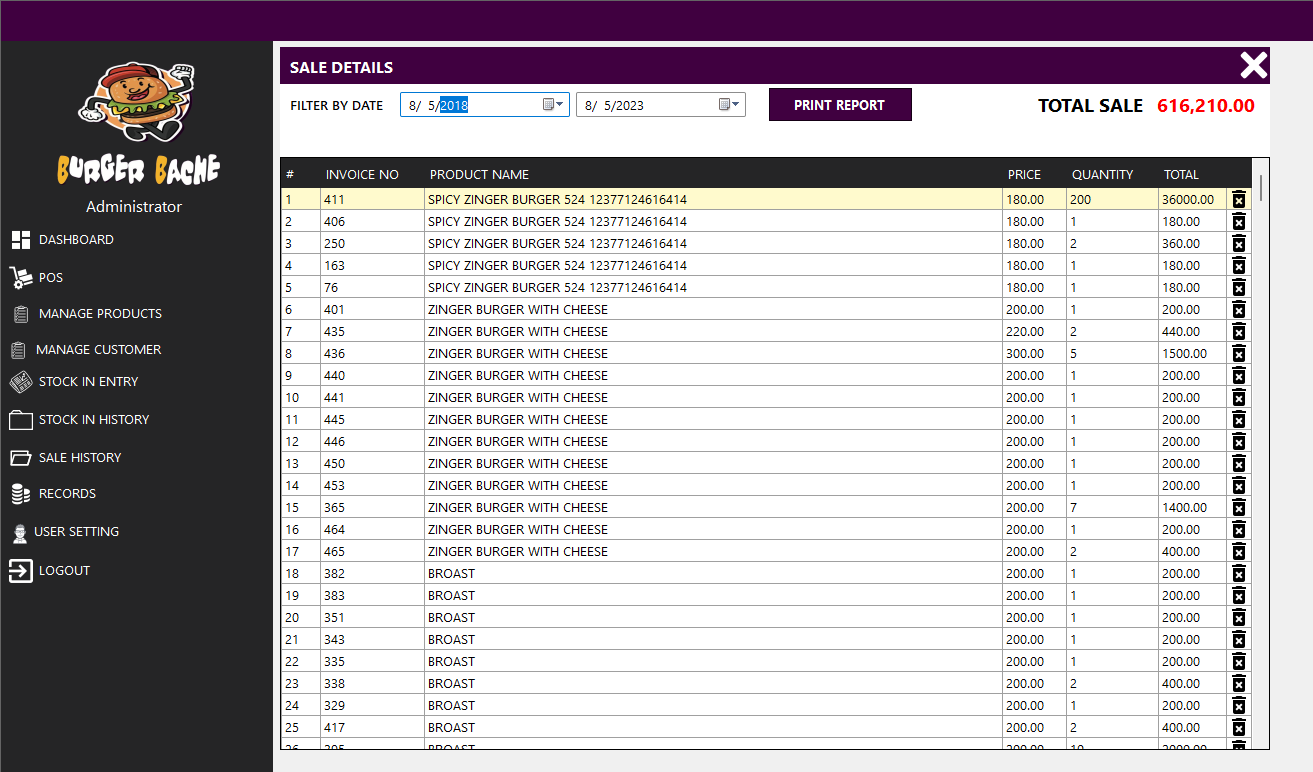 SALE DETAILS
FILTER BY DATE 8/ 5/2018 8/ 5/2023 PRINT REPORT TOTAL SALE 616,210.00
BURGER BACHE
Administrator
DASHBOARD
POS
MANAGE PRODUCTS
MANAGE CUSTOMER
STOCK IN ENTRY
STOCK IN HISTORY
SALE HISTORY
RECORDS
USER SETTING
LOGOUT
# INVOICE NO PRODUCT NAME PRICE QUANTITY TOTAL
1 411 SPICY ZINGER BURGER 524 12377124616414 180.00 200 36000.00
2 406 SPICY ZINGER BURGER 524 12377124616414 180.00 1 180.00
3 250 SPICY ZINGER BURGER 524 12377124616414 180.00 2 360.00
4 163 SPICY ZINGER BURGER 524 12377124616414 180.00 1 180.00
5 76 SPICY ZINGER BURGER 524 12377124616414 180.00 1 180.00
6 401 ZINGER BURGER WITH CHEESE 200.00 1 200.00
7 435 ZINGER BURGER WITH CHEESE 220.00 2 440.00
8 436 ZINGER BURGER WITH CHEESE 300.00 5 1500.00
9 440 ZINGER BURGER WITH CHEESE 200.00 1 200.00
10 441 ZINGER BURGER WITH CHEESE 200.00 1 200.00
11 445 ZINGER BURGER WITH CHEESE 200.00 1 200.00
12 446 ZINGER BURGER WITH CHEESE 200.00 1 200.00
13 450 ZINGER BURGER WITH CHEESE 200.00 1 200.00
14 453 ZINGER BURGER WITH CHEESE 200.00 1 200.00
15 365 ZINGER BURGER WITH CHEESE 200.00 7 1400.00
16 464 ZINGER BURGER WITH CHEESE 200.00 1 200.00
17 465 ZINGER BURGER WITH CHEESE 200.00 2 400.00
18 382 BROAST 200.00 1 200.00
19 383 BROAST 200.00 1 200.00
20 351 BROAST 200.00 1 200.00
21 343 BROAST 200.00 1 200.00
22 335 BROAST 200.00 1 200.00
23 338 BROAST 200.00 2 400.00
24 329 BROAST 200.00 1 200.00
25 417 BROAST 200.00 2 400.00
26 BROAST 200.00 10